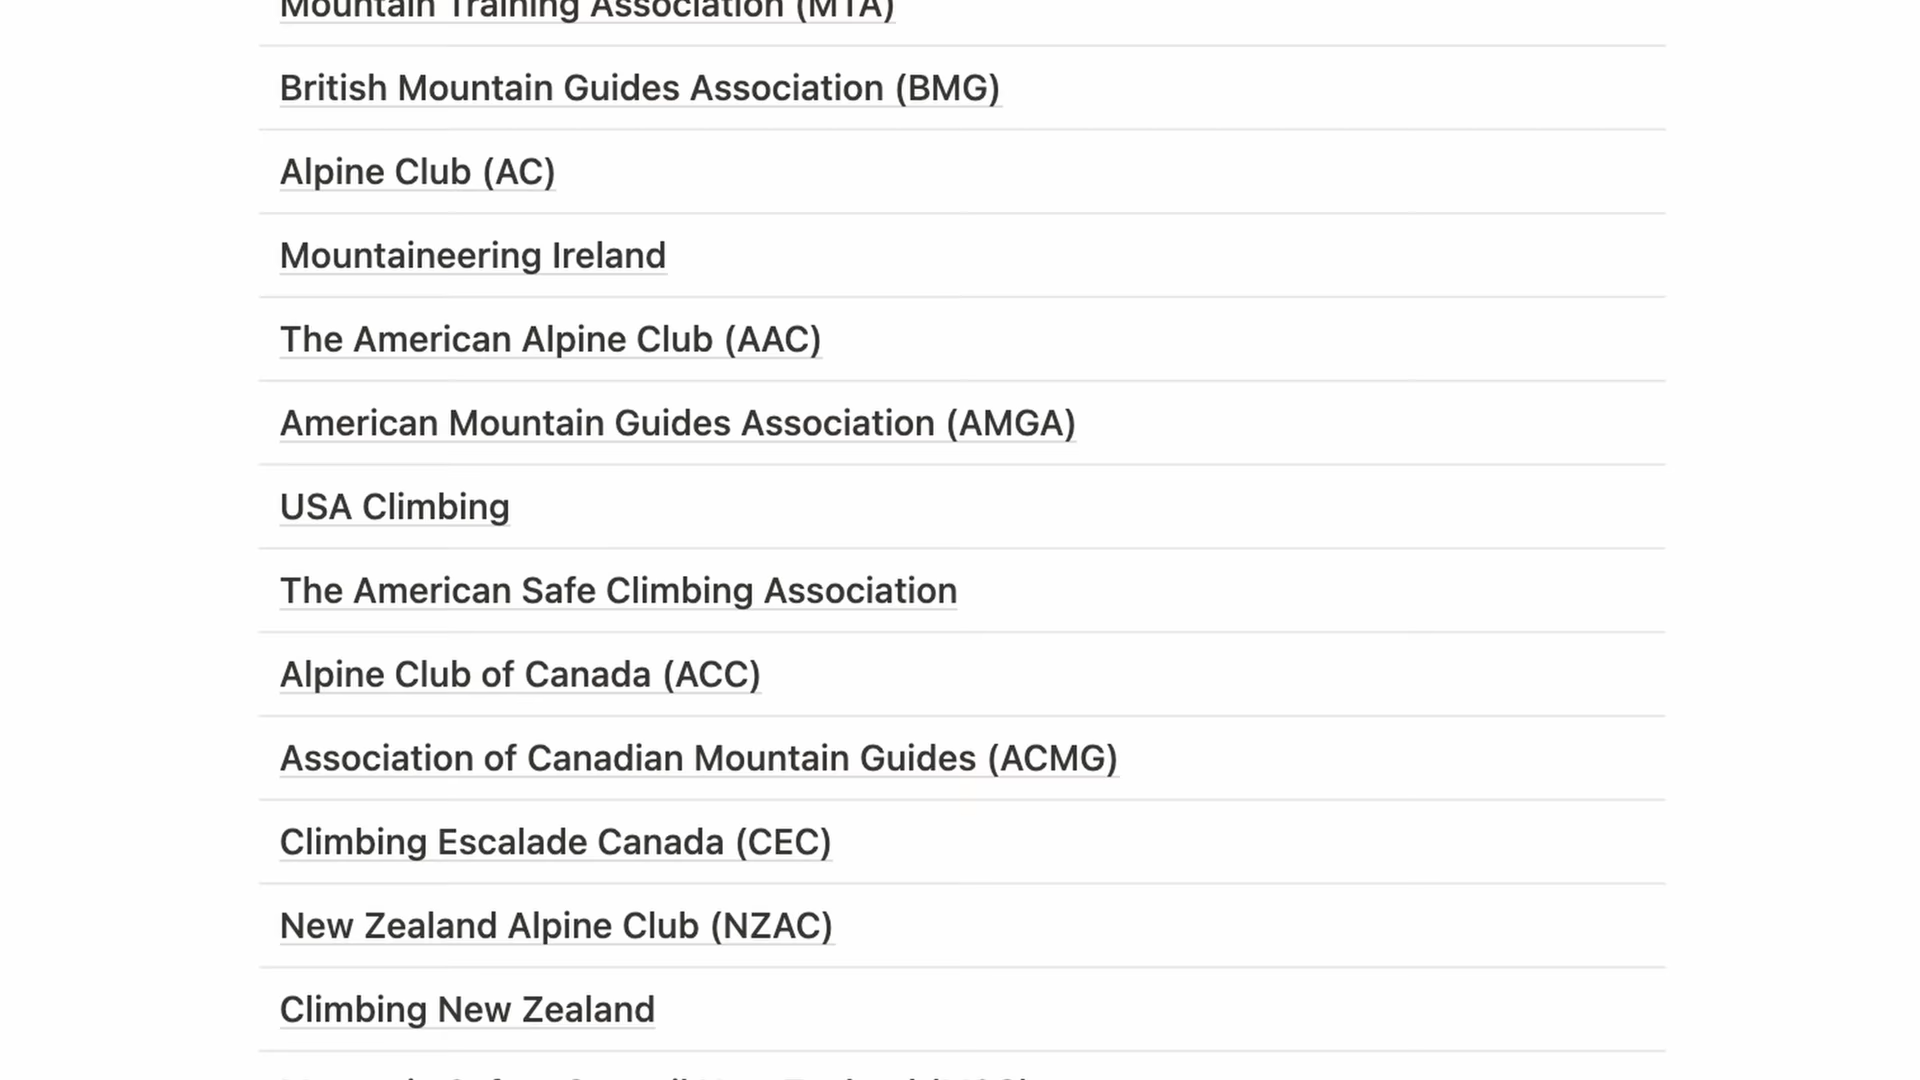 Mountain Training Association (MTA)
British Mountain Guides Association (BMG)
Alpine Club (AC)
Mountaineering Ireland
The American Alpine Club (AAC)
American Mountain Guides Association (AMGA)
USA Climbing
The American Safe Climbing Association
Alpine Club of Canada (ACC)
Association of Canadian Mountain Guides (ACMG)
Climbing Escalade Canada (CEC)
New Zealand Alpine Club (NZAC)
Climbing New Zealand